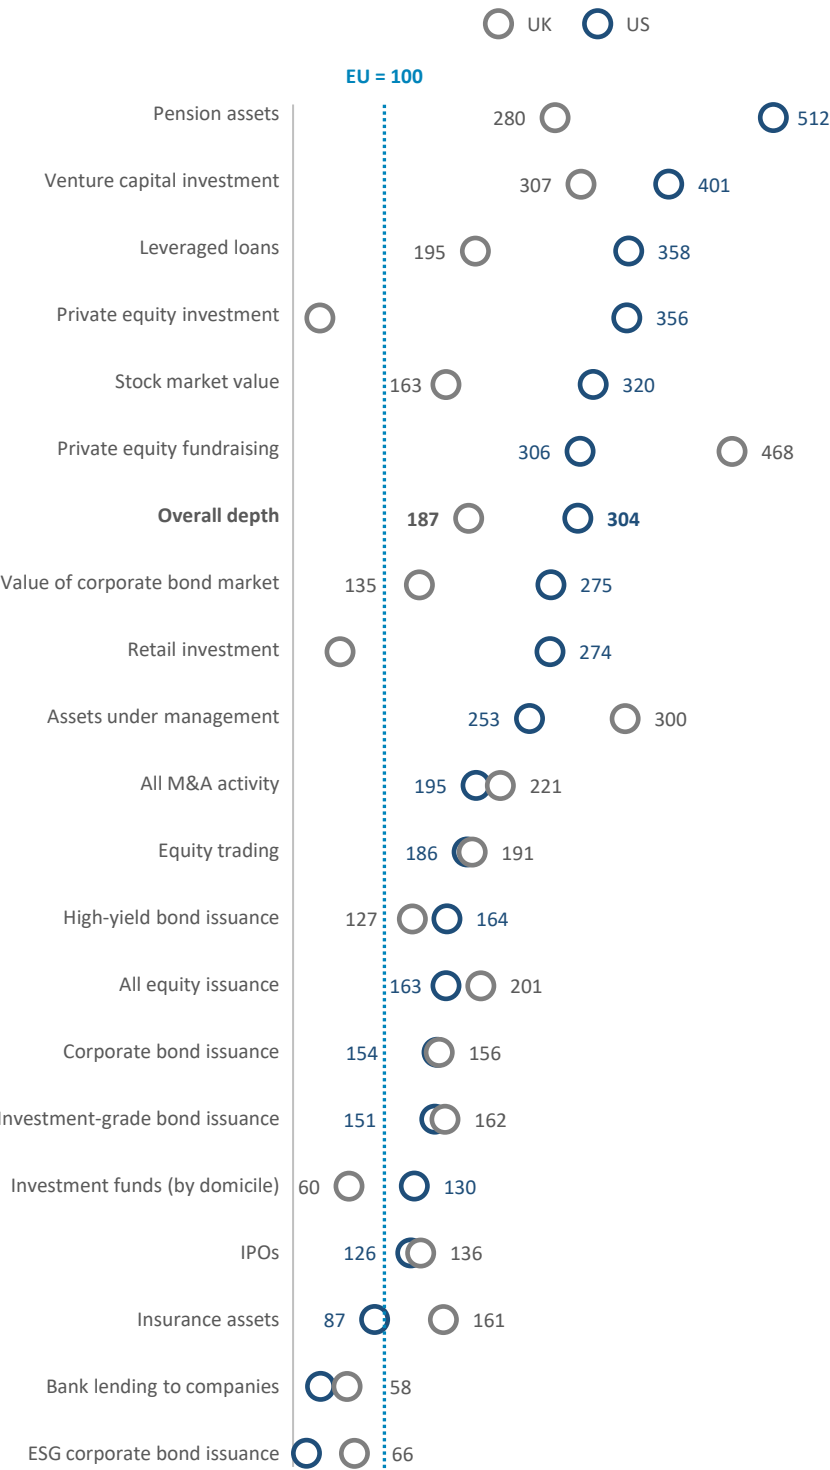 UK US
EU = 100
Pension assets 280 512
Venture capital investment 307 401
Leveraged loans 195 358
Private equity investment 356
Stock market value 163 320
Private equity fundraising 306 468
Overall depth 187 304
Value of corporate bond market 135 275
Retail investment 274
Assets under management 253 300
All M&A activity 195 221
Equity trading 186 191
High-yield bond issuance 127 164
All equity issuance 163 201
Corporate bond issuance 154 156
Investment-grade bond issuance 151 162
Investment funds (by domicile) 60 130
IPOs 126 136
Insurance assets 87 161
Bank lending to companies 58
ESG corporate bond issuance 66